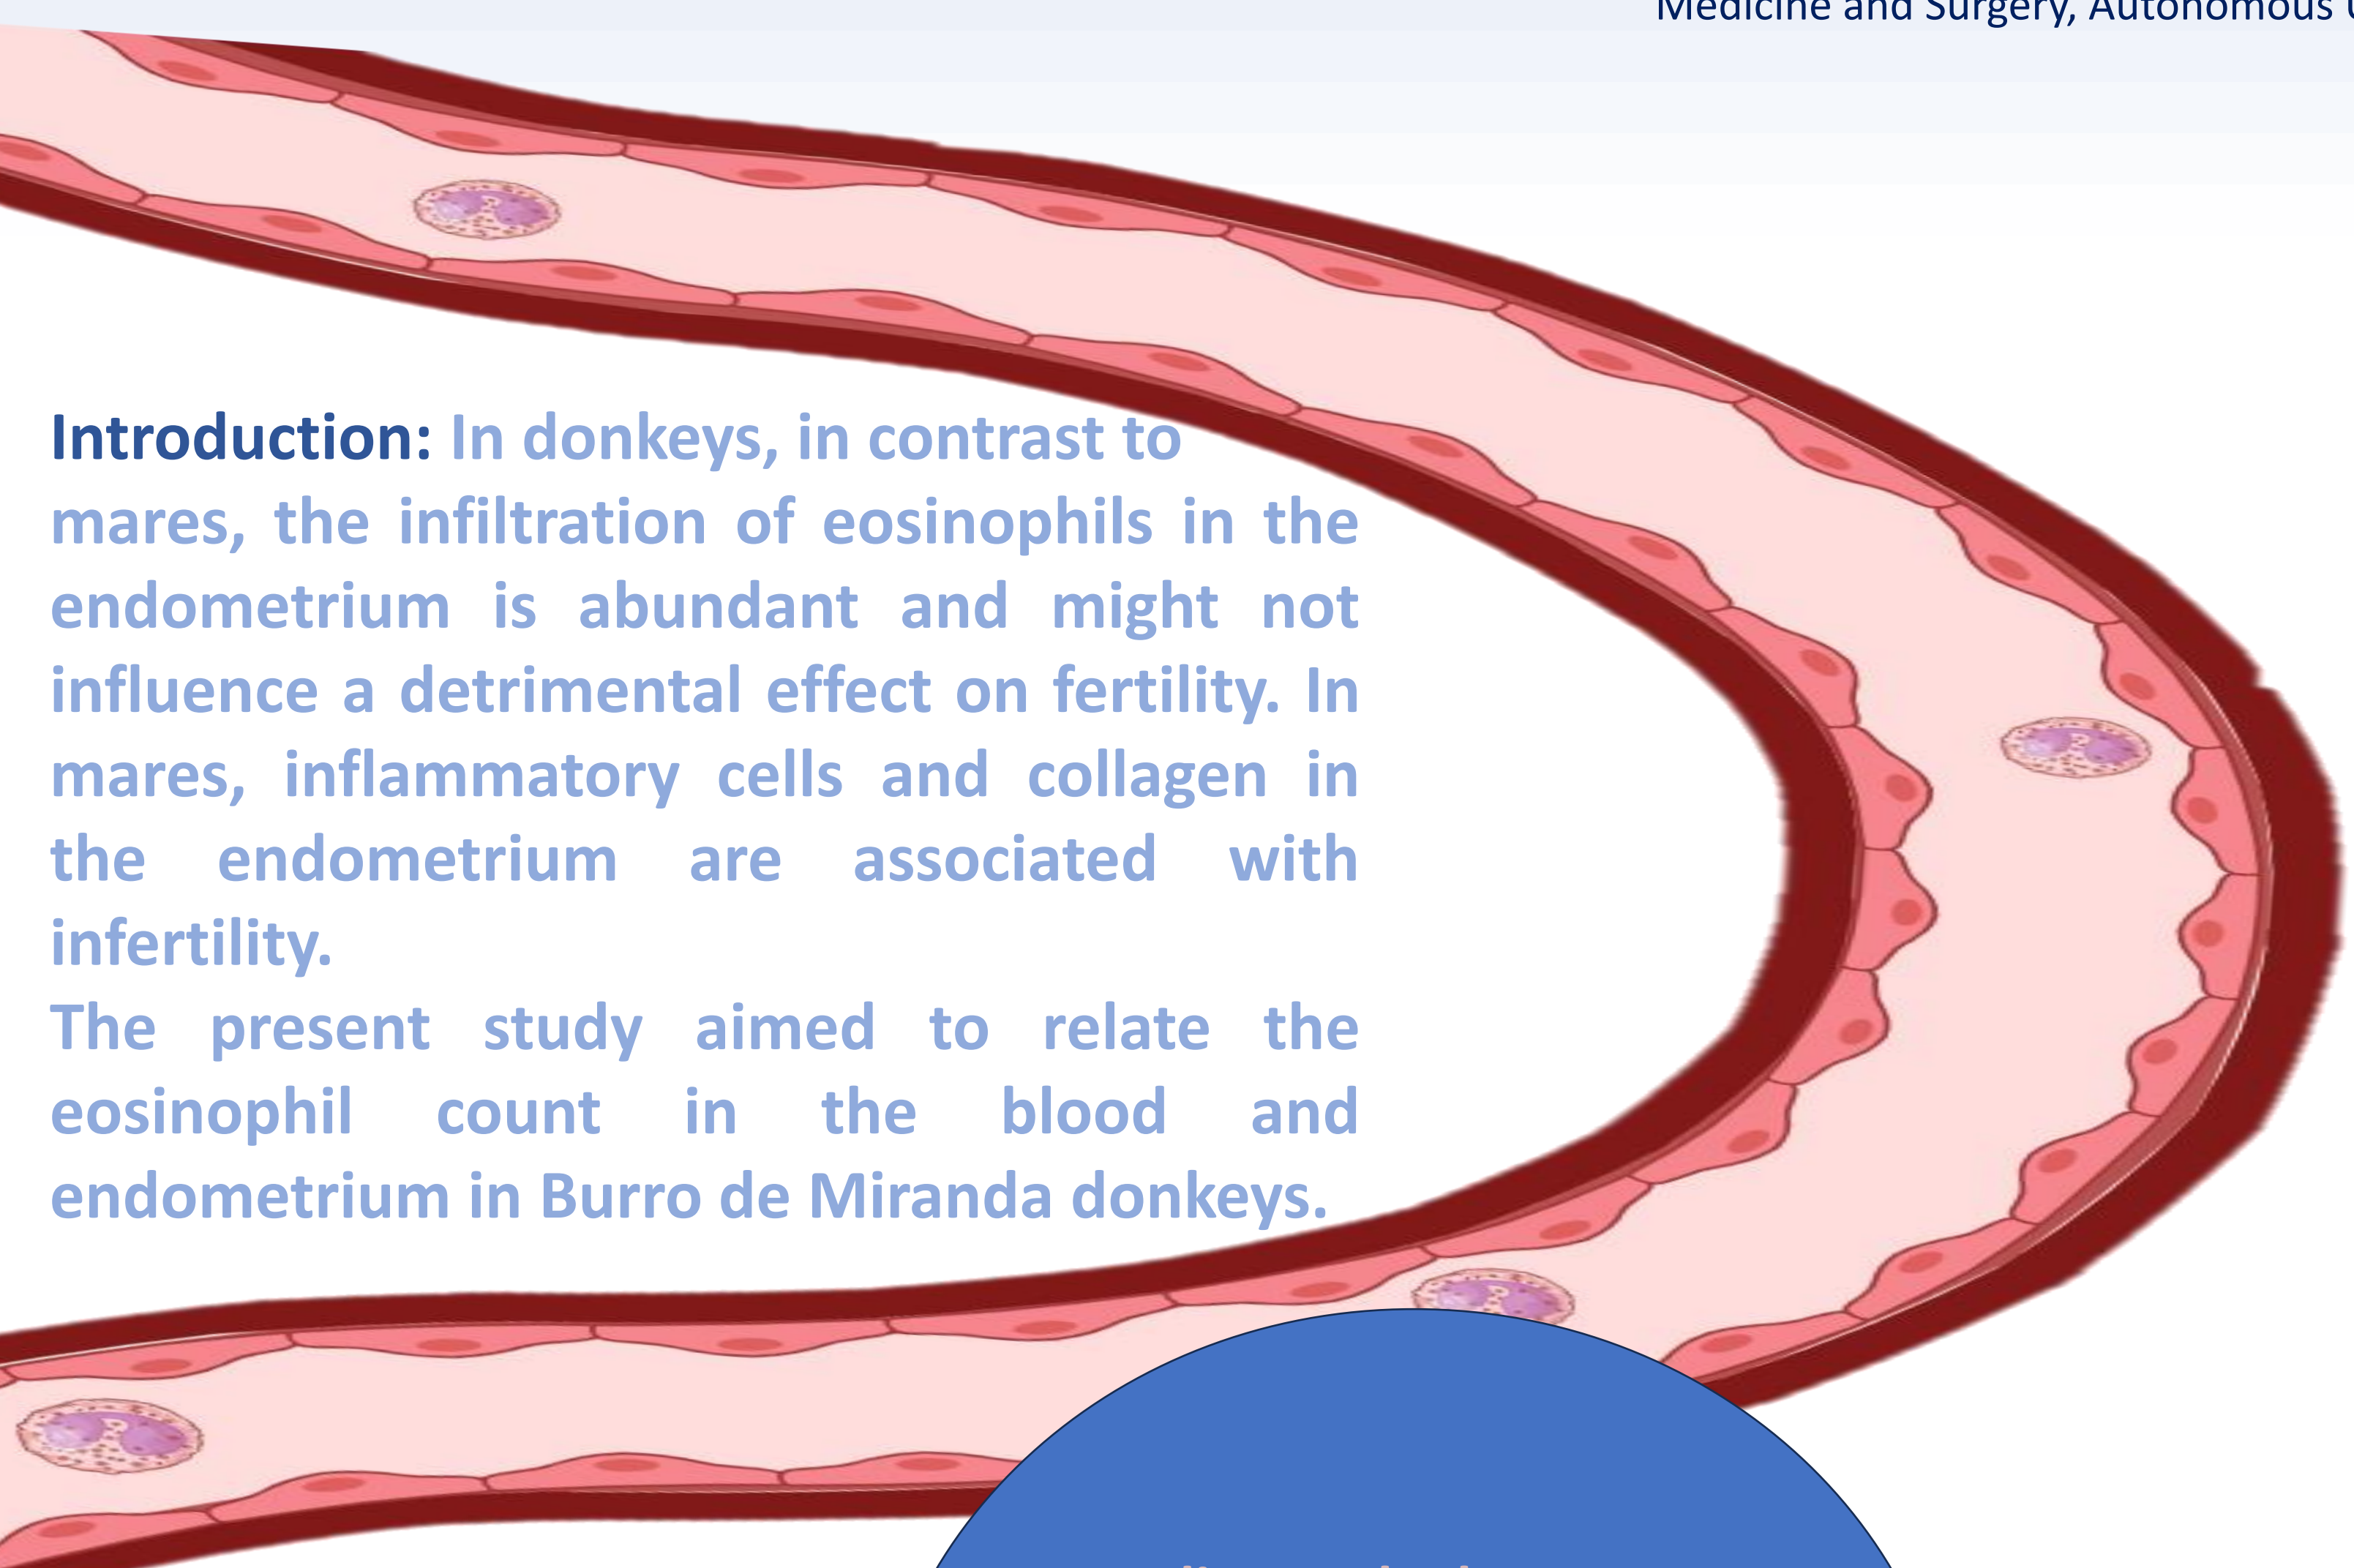 Medicine and Surgery, Autonomous
Introduction: In donkeys, in contrast to
mares, the infiltration of eosinophils in the
endometrium is abundant and might not
influence a detrimental effect on fertility. In
mares, inflammatory cells and collagen in
the endometrium are associated with
infertility.
The present study aimed to relate the
eosinophil count in the blood and
endometrium in Burro de Miranda donkeys.